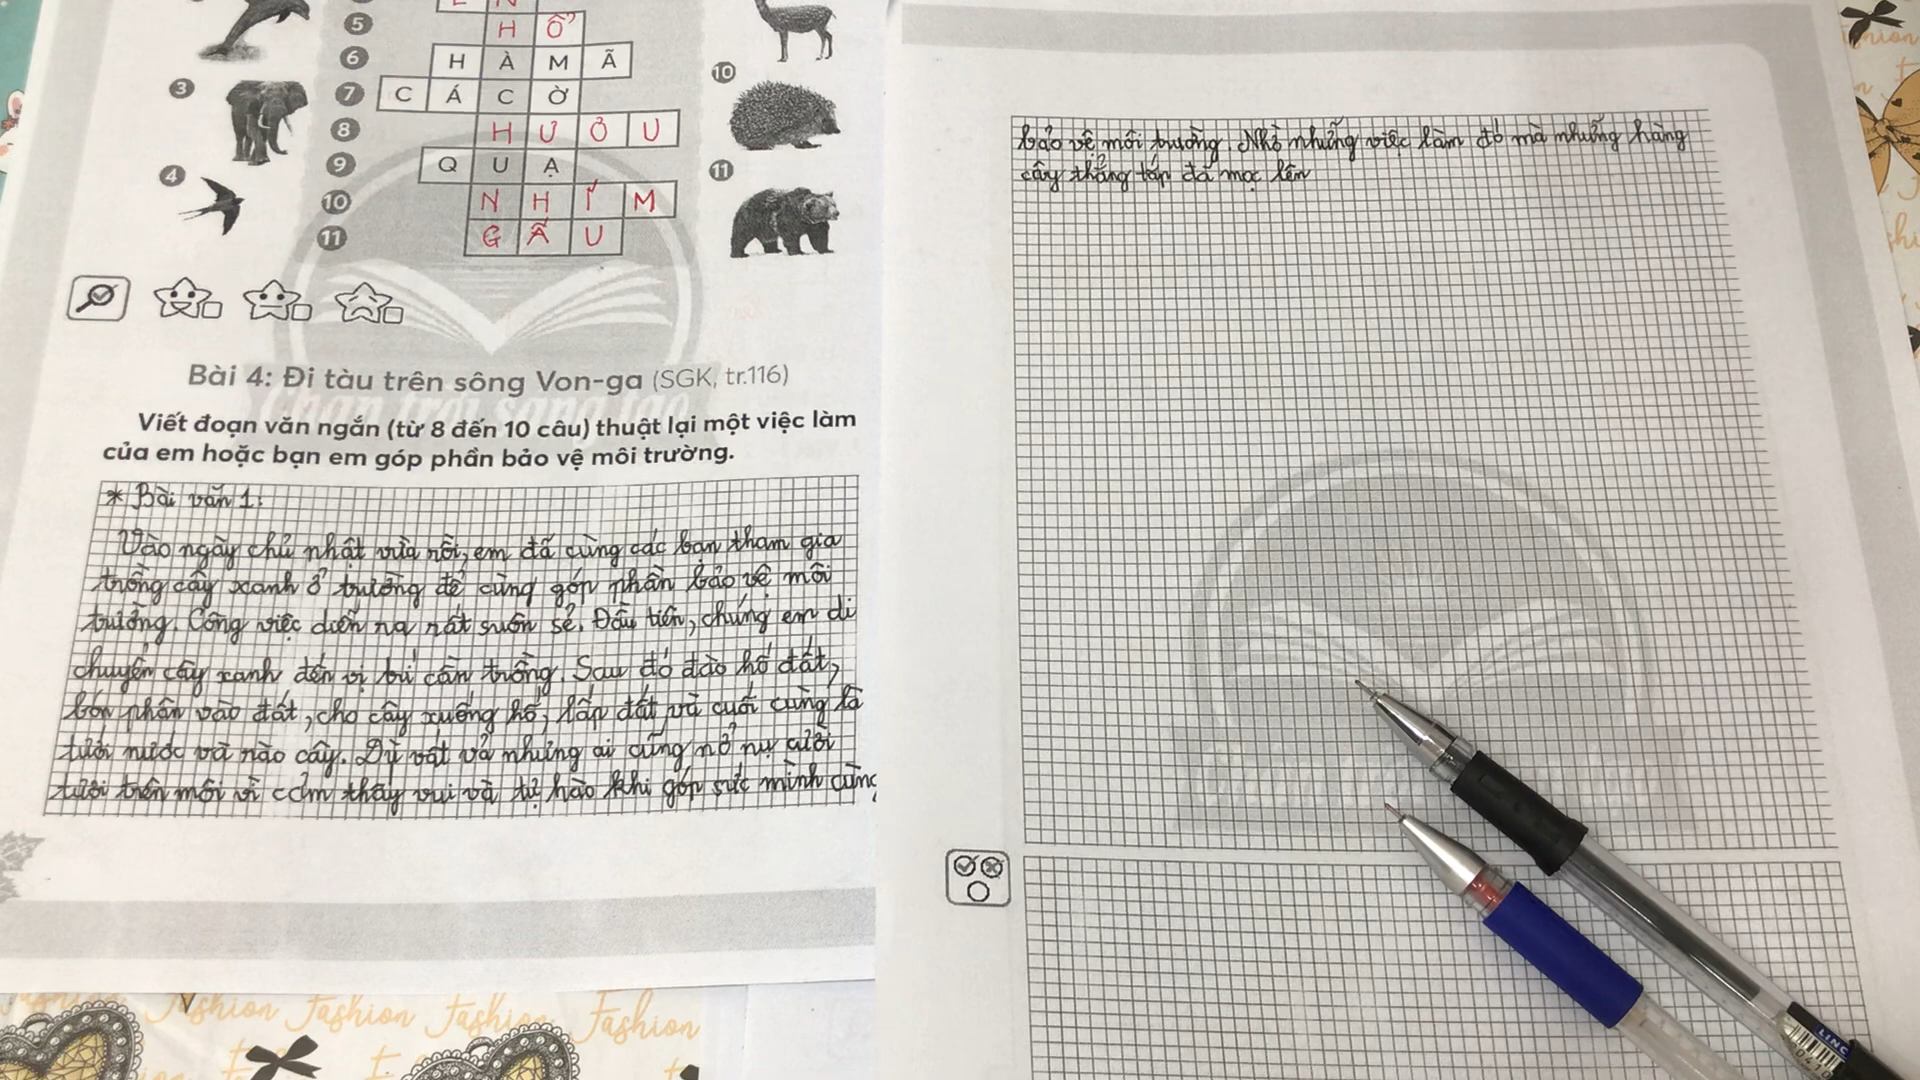 5 H Ổ
6 H À M Ã
3
7 C Á C Ờ
10
8 H Ư Ơ U
4
9 Q U Ạ
11
10 N H Í M
11 G Ấ U
Bài 4: Đi tàu trên sông Von-ga (SGK, tr.116)
Chân trời sáng tạo
Viết đoạn văn ngắn (từ 8 đến 10 câu) thuật lại một việc làm
của em hoặc bạn em góp phần bảo vệ môi trường.
* Bài văn 1:
Vào ngày chủ nhật vừa rồi, em đã cùng các bạn tham gia
trồng cây xanh ở trường để cùng góp phần bảo vệ môi
trường. Công việc diễn ra rất suôn sẻ. Đầu tiên, chúng em di
chuyển cây xanh đến vị trí cần trồng. Sau đó đào hố đất,
bón phân vào đất, cho cây xuống hố, lấp đất và cuối cùng là
tưới nước và rào cây. Dù vất vả nhưng ai cũng nở nụ cười
tươi trên môi vì cảm thấy vui và tự hào khi góp sức mình cùng
bảo vệ môi trường. Nhờ những việc làm đó mà những hàng
cây thẳng tắp đã mọc lên
Fashion Fashion Fashion Fashion
LINC